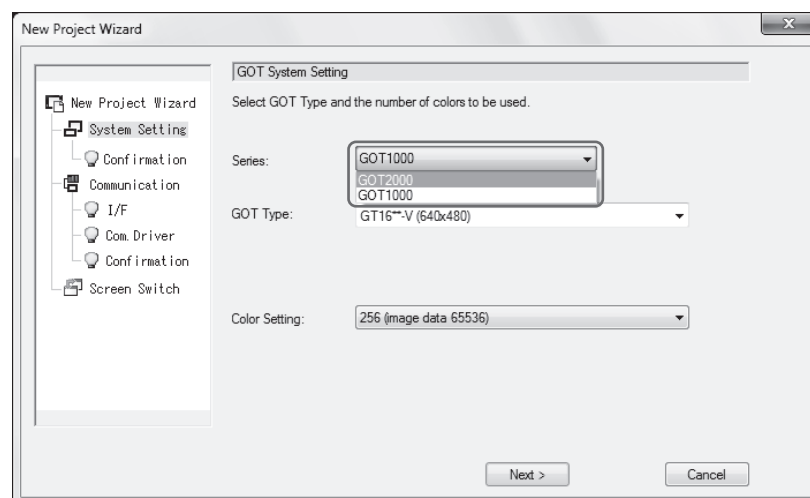 New Project Wizard
New Project Wizard
System Setting
Confirmation
Communication
I/F
Com. Driver
Confirmation
Screen Switch
GOT System Setting
Select GOT Type and the number of colors to be used.
Series:
GOT1000
GOT2000
GOT1000
GOT Type:
GT16**-V (640x480)
Color Setting:
256 (image data 65536)
Next >
Cancel